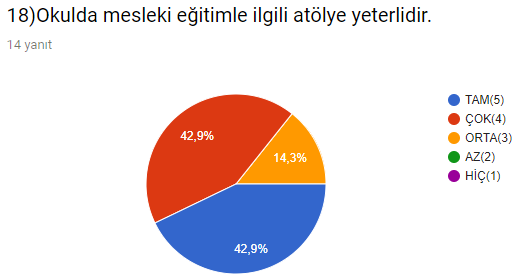 18)Okulda mesleki eğitimle ilgili atölye yeterlidir.
14 yanıt
TAM(5)
ÇOK(4)
ORTA(3)
AZ(2)
HİÇ(1)
42,9%
14,3%
42,9%